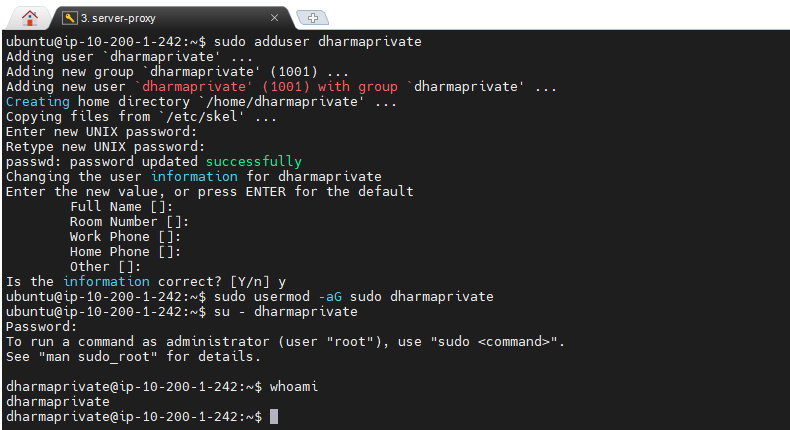 3. server-proxy
ubuntu@ip-10-200-1-242:~$ sudo adduser dharmaprivate
Adding user `dharmaprivate' ...
Adding new group `dharmaprivate' (1001) ...
Adding new user `dharmaprivate' (1001) with group `dharmaprivate' ...
Creating home directory `/home/dharmaprivate' ...
Copying files from `/etc/skel' ...
Enter new UNIX password:
Retype new UNIX password:
passwd: password updated successfully
Changing the user information for dharmaprivate
Enter the new value, or press ENTER for the default
Full Name []:
Room Number []:
Work Phone []:
Home Phone []:
Other []:
Is the information correct? [Y/n] y
ubuntu@ip-10-200-1-242:~$ sudo usermod -aG sudo dharmaprivate
ubuntu@ip-10-200-1-242:~$ su - dharmaprivate
Password:
To run a command as administrator (user "root"), use "sudo <command>".
See "man sudo_root" for details.
dharmaprivate@ip-10-200-1-242:~$ whoami
dharmaprivate
dharmaprivate@ip-10-200-1-242:~$